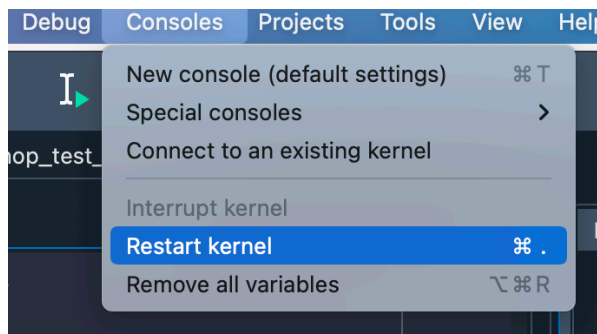 Debug Consoles Projects Tools View Help
New console (default settings) ⌘ T
Special consoles
Connect to an existing kernel
Interrupt kernel
Restart kernel ⌘ .
Remove all variables ⌥ ⌘ R